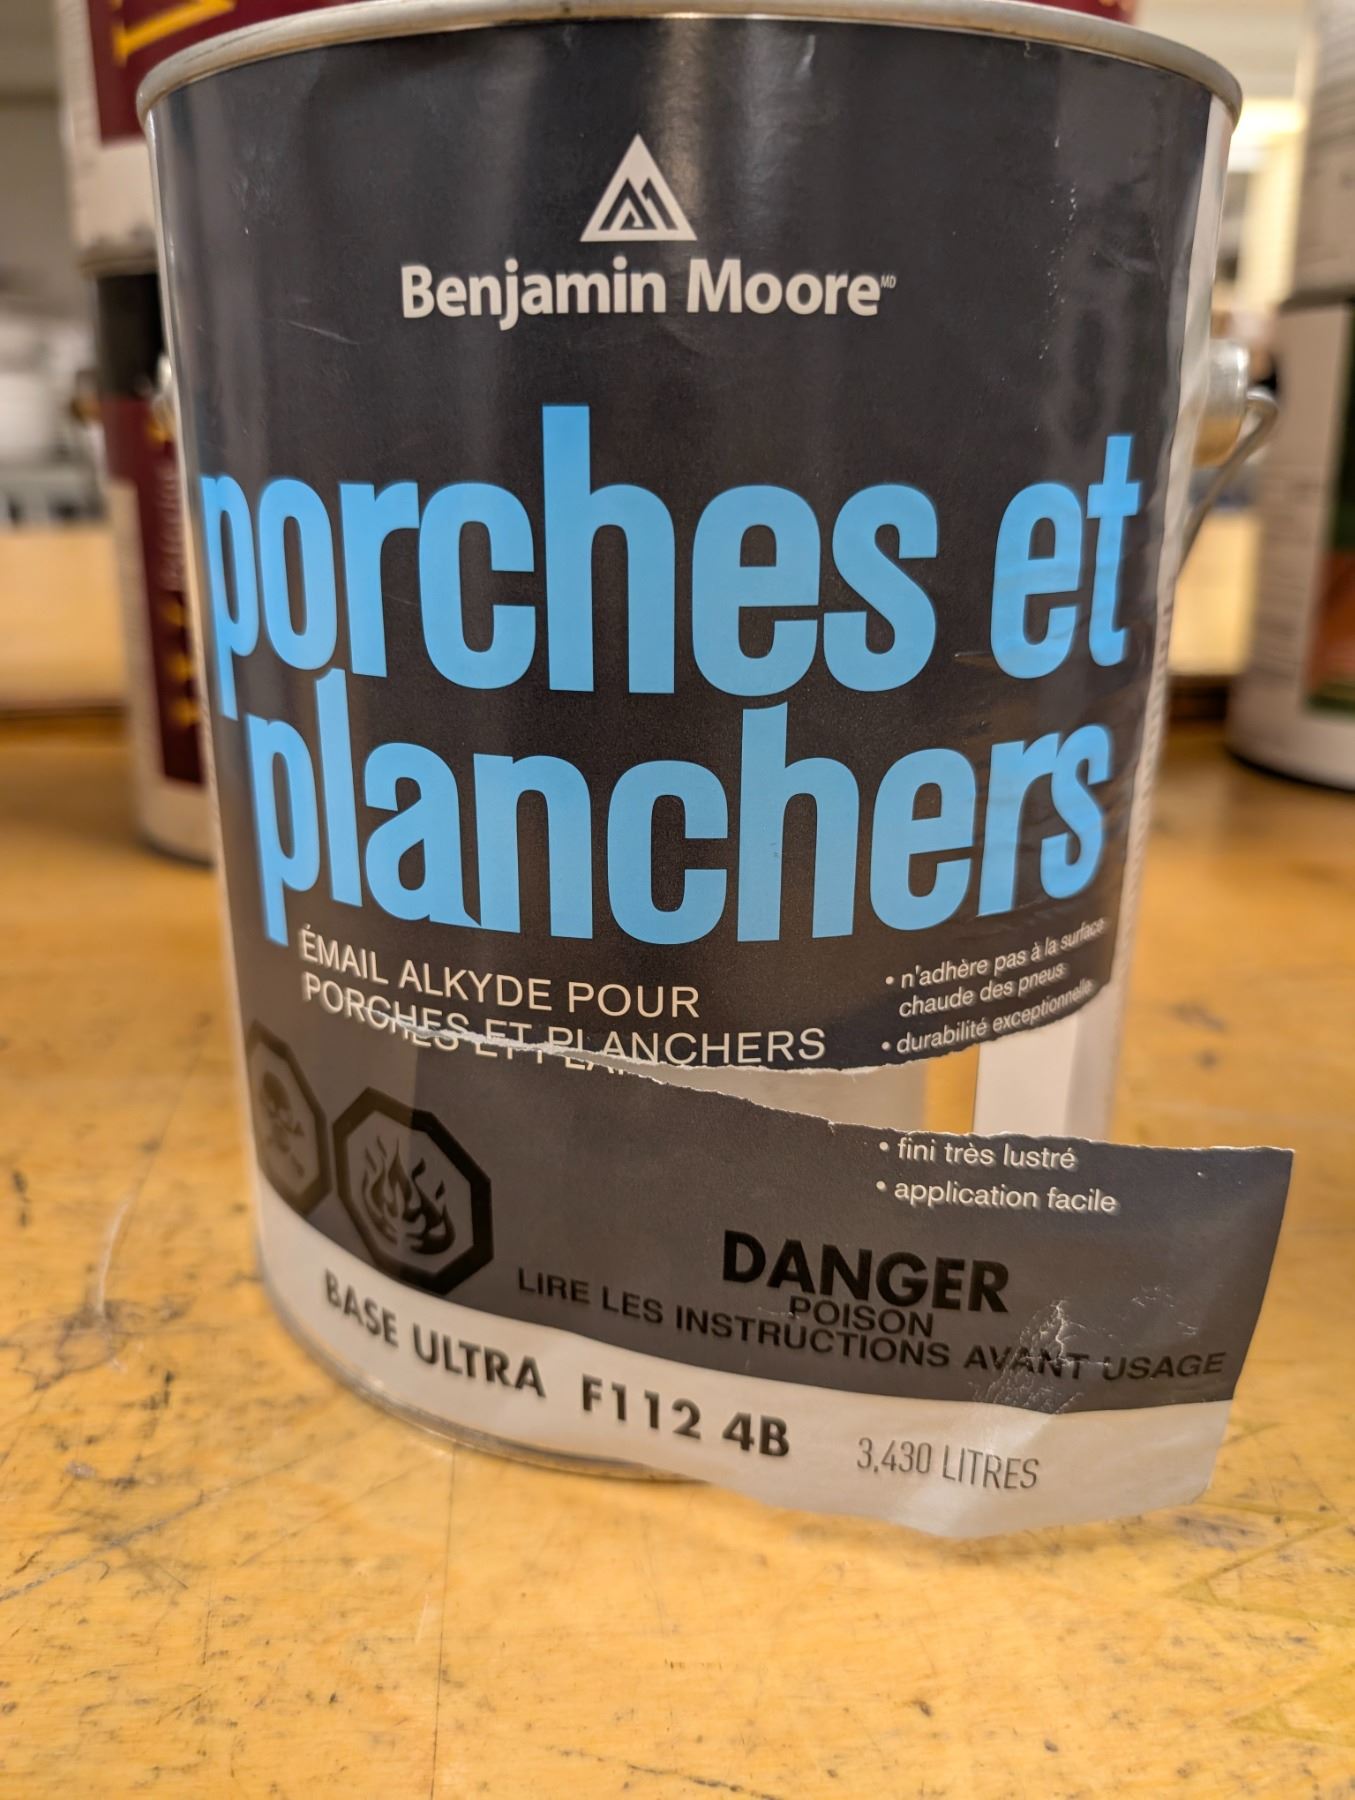 Benjamin Moore MD
porches et
planchers
ÉMAIL ALKYDE POUR
PORCHES ET PLANCHERS
• n'adhère pas à la surface
chaude des pneus
• durabilité exceptionnelle
• fini très lustré
• application facile
DANGER
POISON
LIRE LES INSTRUCTIONS AVANT USAGE
BASE ULTRA F112 4B
3,430 LITRES